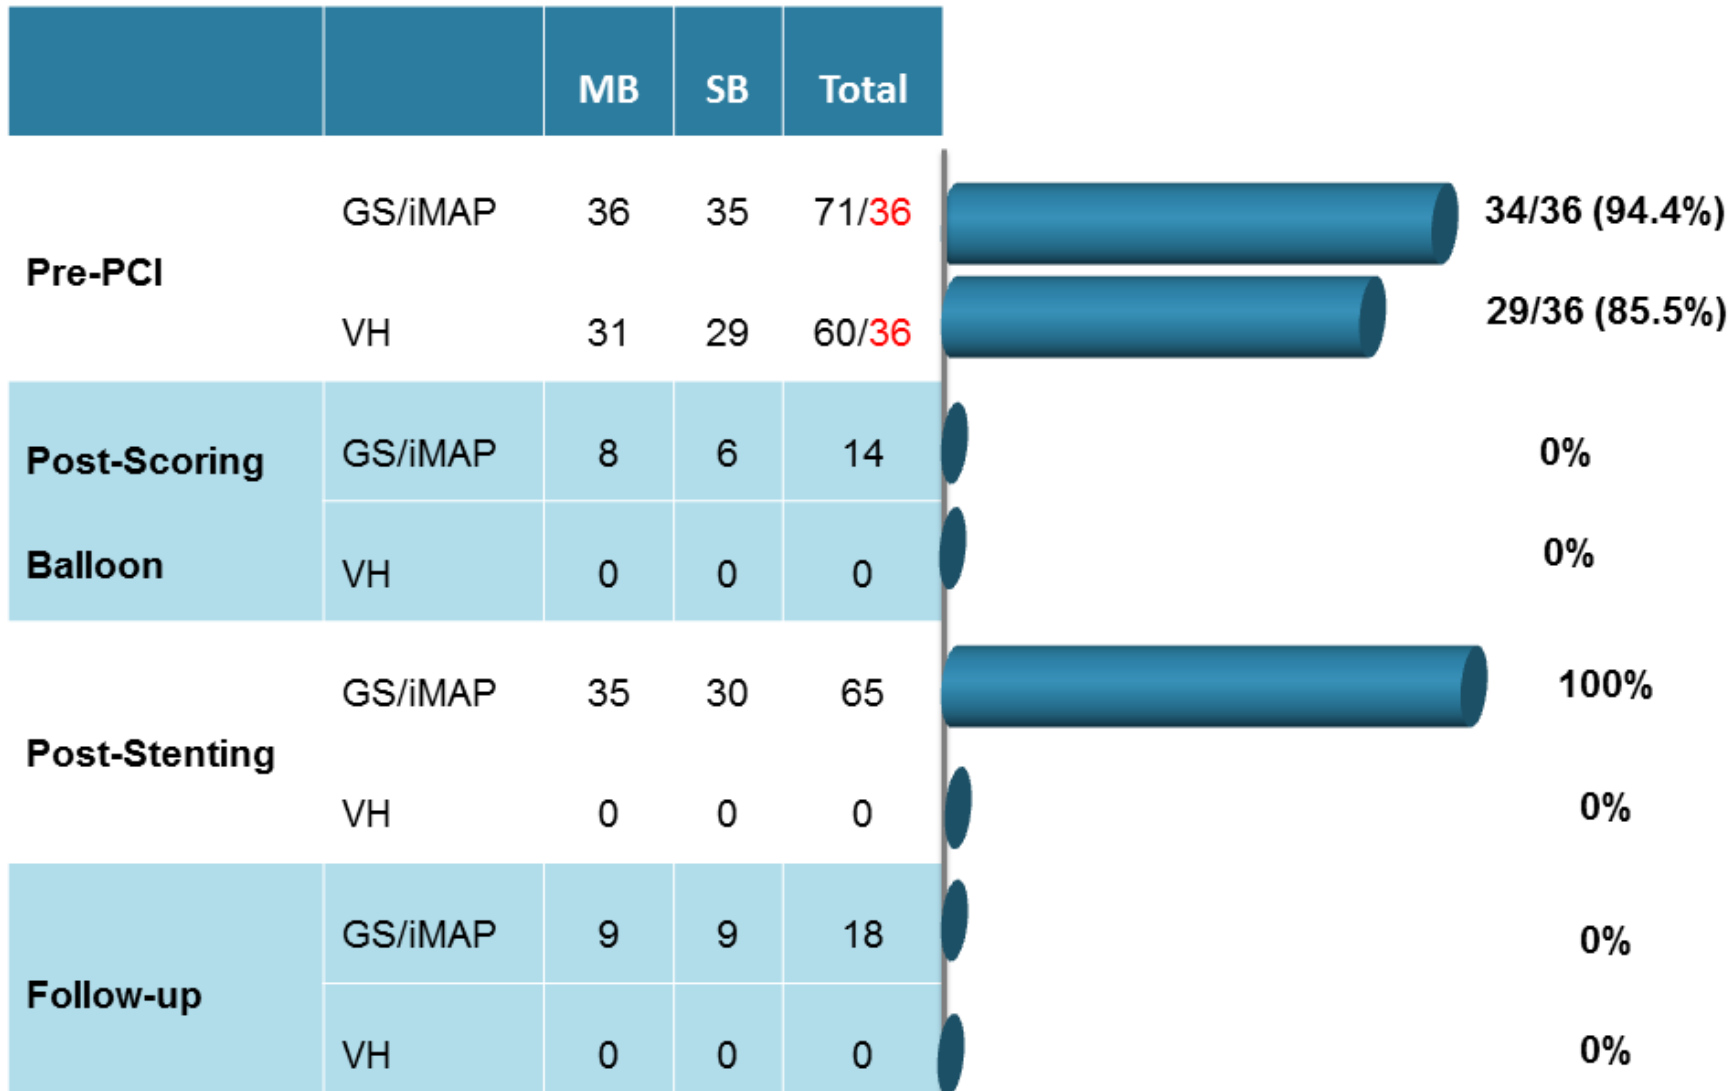 MB SB Total
GS/iMAP 36 35 71/36 34/36 (94.4%)
Pre-PCI
VH 31 29 60/36 29/36 (85.5%)
Post-Scoring GS/iMAP 8 6 14 0%
Balloon VH 0 0 0 0%
GS/iMAP 35 30 65 100%
Post-Stenting
VH 0 0 0 0%
GS/iMAP 9 9 18 0%
Follow-up
VH 0 0 0 0%